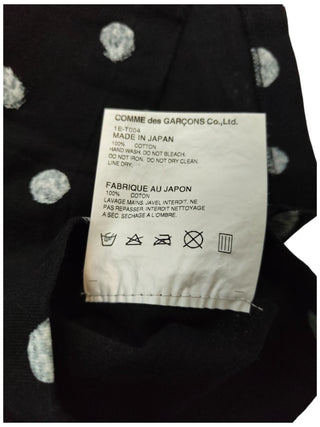 COMME des GARÇONS Co.,Ltd.
1E-T004
MADE IN JAPAN
100% COTTON
HAND WASH. DO NOT BLEACH.
DO NOT IRON. DO NOT DRY CLEAN.
LINE DRY.
FABRIQUE AU JAPON
100% COTON
LAVAGE MAINS. JAVEL INTERDIT. NE
PAS REPASSER. INTERDIT NETTOYAGE
A SEC. SECHAGE A L'OMBRE.